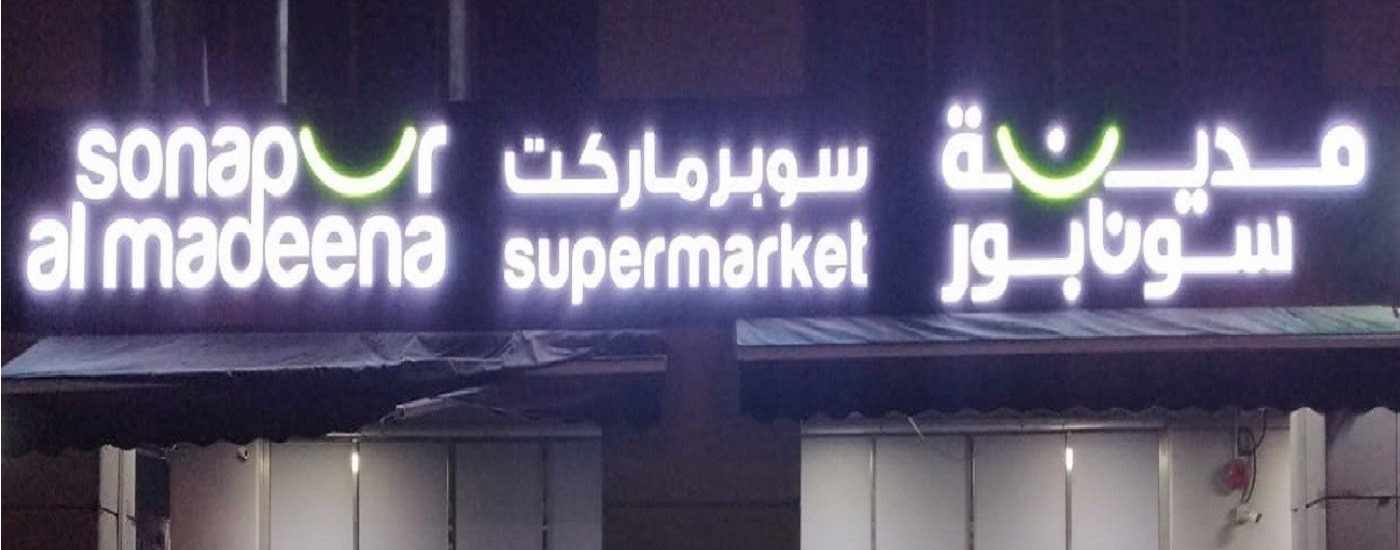 sonapur
al madeena
سوبرماركت
supermarket
مدينة
سونابور